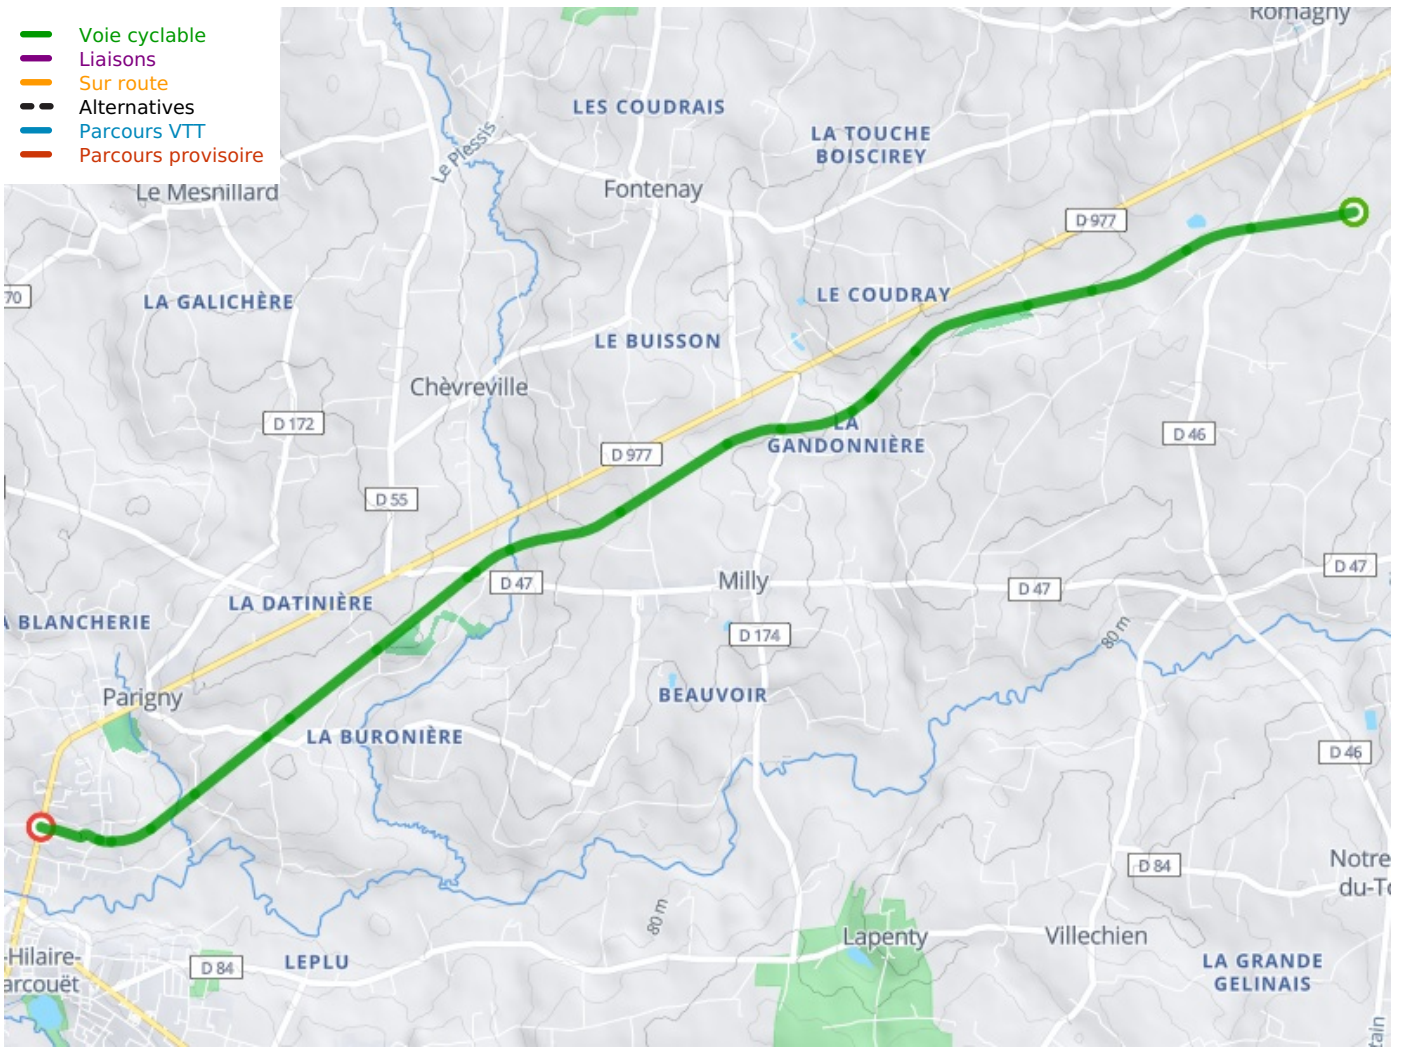 Voie cyclable
Liaisons
Sur route
Alternatives
Parcours VTT
Parcours provisoire
Romagny
LES COUDRAIS
LA TOUCHE
BOISCIREY
Le Plessis
Le Mesnillard
Fontenay
D 977
70
LA GALICHÈRE
LE COUDRAY
LE BUISSON
Chèvreville
D 172
LA
GANDONNIÈRE
D 46
D 977
D 55
D 47
D 47
Milly
D 47
LA DATINIÈRE
A BLANCHERIE
D 174
80 m
Parigny
BEAUVOIR
LA BURONIÈRE
D 46
Notre
du-To
D 84
80 m
Lapenty
Villechien
-Hilaire-
arcouët
D 84
LEPLU
LA GRANDE
GELINAIS
tain